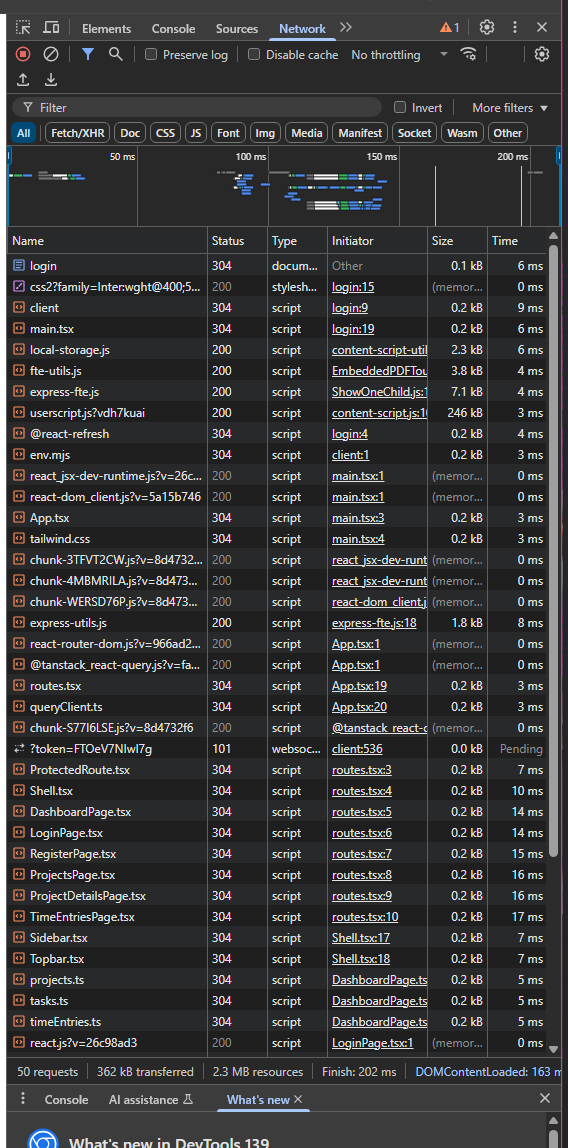 Elements Console Sources Network 1
Preserve log Disable cache No throttling
Filter Invert More filters
All Fetch/XHR Doc CSS JS Font Img Media Manifest Socket Wasm Other
50 ms 100 ms 150 ms 200 ms
Name Status Type Initiator Size Time
login 304 docum... Other 0.1 kB 6 ms
css2?family=Inter:wght@400;5... 200 stylesh... login:15 (memor... 0 ms
client 304 script login:9 0.2 kB 9 ms
main.tsx 304 script login:19 0.2 kB 6 ms
local-storage.js 200 script content-script-util 2.3 kB 6 ms
fte-utils.js 200 script EmbeddedPDFTou 3.8 kB 4 ms
express-fte.js 200 script ShowOneChild.js:1 7.1 kB 4 ms
userscript.js?vdh7kuai 200 script content-script.js:10 246 kB 3 ms
@react-refresh 304 script login:4 0.2 kB 4 ms
env.mjs 304 script client:1 0.2 kB 3 ms
react_jsx-dev-runtime.js?v=26c... 200 script main.tsx:1 (memor... 0 ms
react-dom_client.js?v=5a15b746 200 script main.tsx:1 (memor... 0 ms
App.tsx 304 script main.tsx:3 0.2 kB 3 ms
tailwind.css 304 script main.tsx:4 0.2 kB 3 ms
chunk-3TFVT2CW.js?v=8d4732... 200 script react_jsx-dev-runt (memor... 0 ms
chunk-4MBMRILA.js?v=8d473... 200 script react_jsx-dev-runt (memor... 0 ms
chunk-WERSD76P.js?v=8d473... 200 script react-dom_client.j (memor... 0 ms
express-utils.js 200 script express-fte.js:18 1.8 kB 8 ms
react-router-dom.js?v=966ad2... 200 script App.tsx:1 (memor... 0 ms
@tanstack_react-query.js?v=fa... 200 script App.tsx:1 (memor... 0 ms
routes.tsx 304 script App.tsx:19 0.2 kB 3 ms
queryClient.ts 304 script App.tsx:20 0.2 kB 3 ms
chunk-S77I6LSE.js?v=8d4732f6 200 script @tanstack_react-q (memor... 0 ms
?token=FTOeV7NIwI7g 101 websoc... client:536 0.0 kB Pending
ProtectedRoute.tsx 304 script routes.tsx:3 0.2 kB 7 ms
Shell.tsx 304 script routes.tsx:4 0.2 kB 10 ms
DashboardPage.tsx 304 script routes.tsx:5 0.2 kB 14 ms
LoginPage.tsx 304 script routes.tsx:6 0.2 kB 14 ms
RegisterPage.tsx 304 script routes.tsx:7 0.2 kB 15 ms
ProjectsPage.tsx 304 script routes.tsx:8 0.2 kB 16 ms
ProjectDetailsPage.tsx 304 script routes.tsx:9 0.2 kB 16 ms
TimeEntriesPage.tsx 304 script routes.tsx:10 0.2 kB 17 ms
Sidebar.tsx 304 script Shell.tsx:17 0.2 kB 7 ms
Topbar.tsx 304 script Shell.tsx:18 0.2 kB 7 ms
projects.ts 304 script DashboardPage.ts 0.2 kB 5 ms
tasks.ts 304 script DashboardPage.ts 0.2 kB 5 ms
timeEntries.ts 304 script DashboardPage.ts 0.2 kB 5 ms
react.js?v=26c98ad3 200 script LoginPage.tsx:1 (memor... 0 ms
50 requests 362 kB transferred 2.3 MB resources Finish: 202 ms DOMContentLoaded: 163 m
Console AI assistance What's new
What's new in DevTools 139